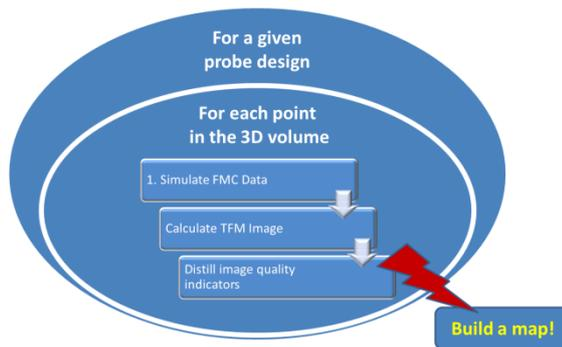 For a given
probe design
For each point
in the 3D volume
1. Simulate FMC Data
Calculate TFM Image
Distill image quality
indicators
Build a map!